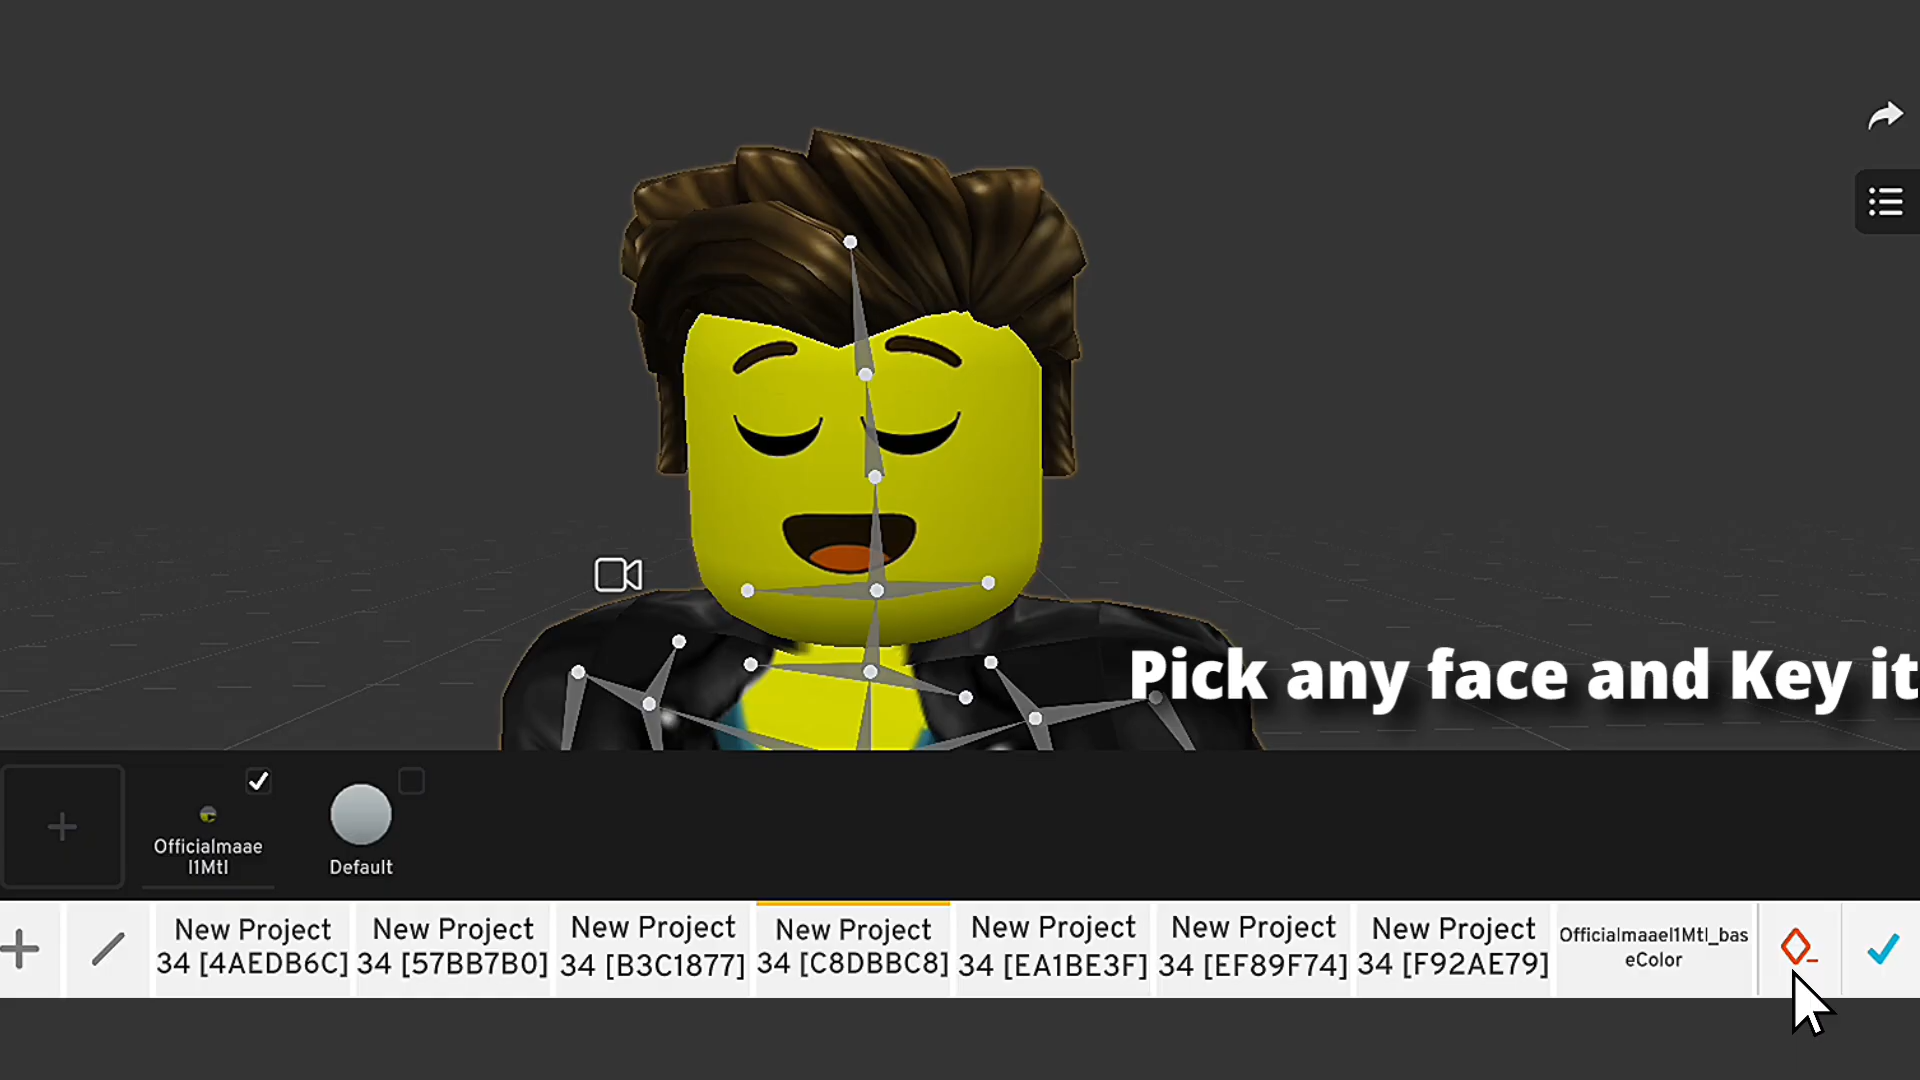 Pick any face and Key it
Officialmaae
l1Mtl
Default
New Project
34 [4AEDB6C]
New Project
34 [57BB7B0]
New Project
34 [B3C1877]
New Project
34 [C8DBBC8]
New Project
34 [EA1BE3F]
New Project
34 [EF89F74]
New Project
34 [F92AE79]
Officialmaael1Mtl_bas
eColor